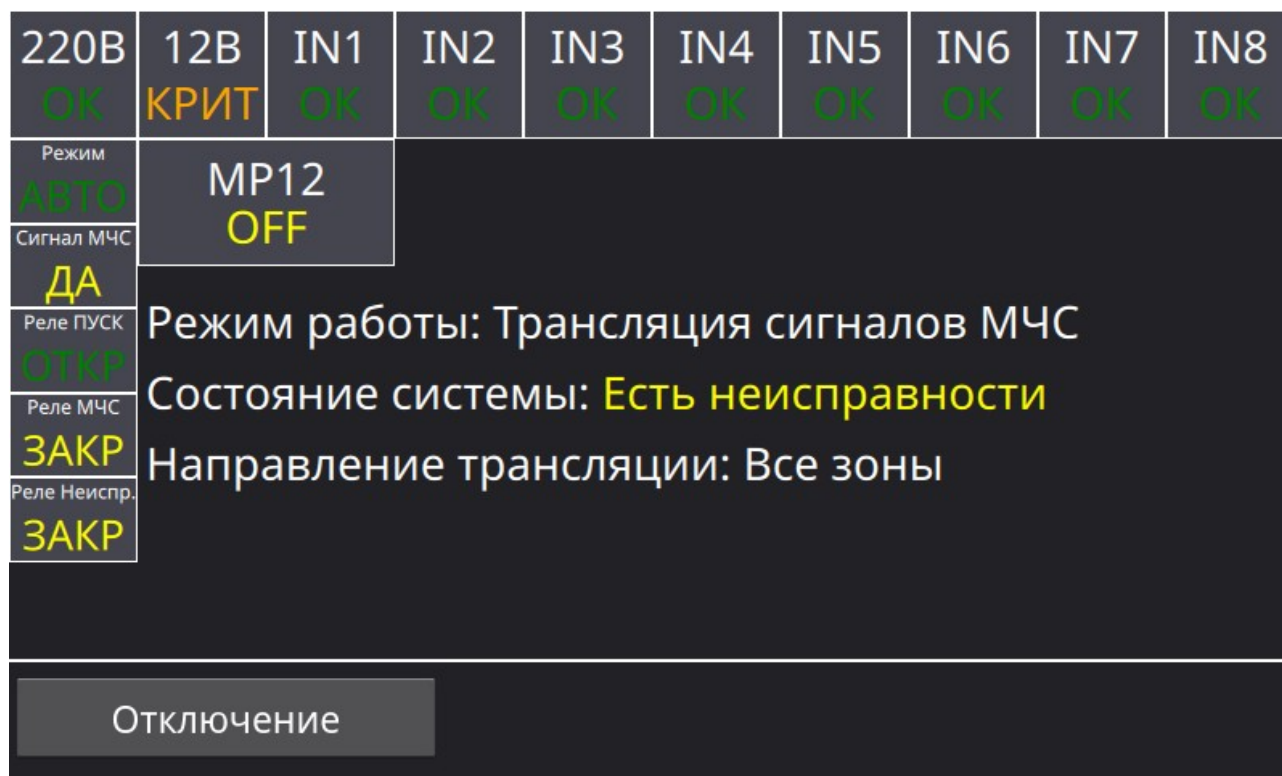 220В 12В IN1 IN2 IN3 IN4 IN5 IN6 IN7 IN8
ОК КРИТ ОК ОК ОК ОК ОК ОК ОК ОК
Режим
АВТО
МР12
OFF
Сигнал МЧС
ДА
Реле ПУСК
ОТКР
Реле МЧС
ЗАКР
Реле Неиспр.
ЗАКР
Режим работы: Трансляция сигналов МЧС
Состояние системы: Есть неисправности
Направление трансляции: Все зоны
Отключение